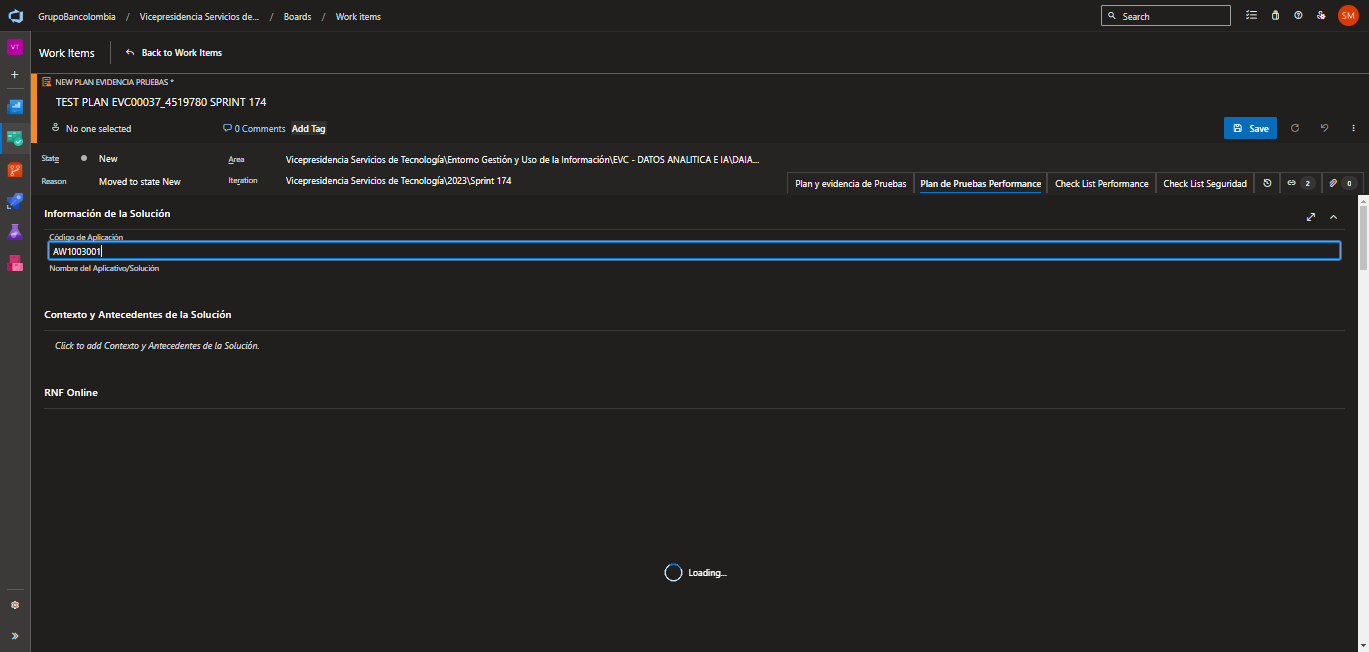 GrupoBancolombia / Vicepresidencia Servicios de... / Boards / Work items
Search
SM
VT
Work Items
Back to Work Items
NEW PLAN EVIDENCIA PRUEBAS *
TEST PLAN EVC00037_4519780 SPRINT 174
No one selected
0 Comments
Add Tag
Save
State
New
Area
Vicepresidencia Servicios de Tecnología\Entorno Gestión y Uso de la Información\EVC - DATOS ANALITICA E IA\DAIA...
Reason
Moved to state New
Iteration
Vicepresidencia Servicios de Tecnología\2023\Sprint 174
Plan y evidencia de Pruebas
Plan de Pruebas Performance
Check List Performance
Check List Seguridad
2
0
Información de la Solución
Código de Aplicación
AW1003001
Nombre del Aplicativo/Solución
Contexto y Antecedentes de la Solución
Click to add Contexto y Antecedentes de la Solución.
RNF Online
Loading...